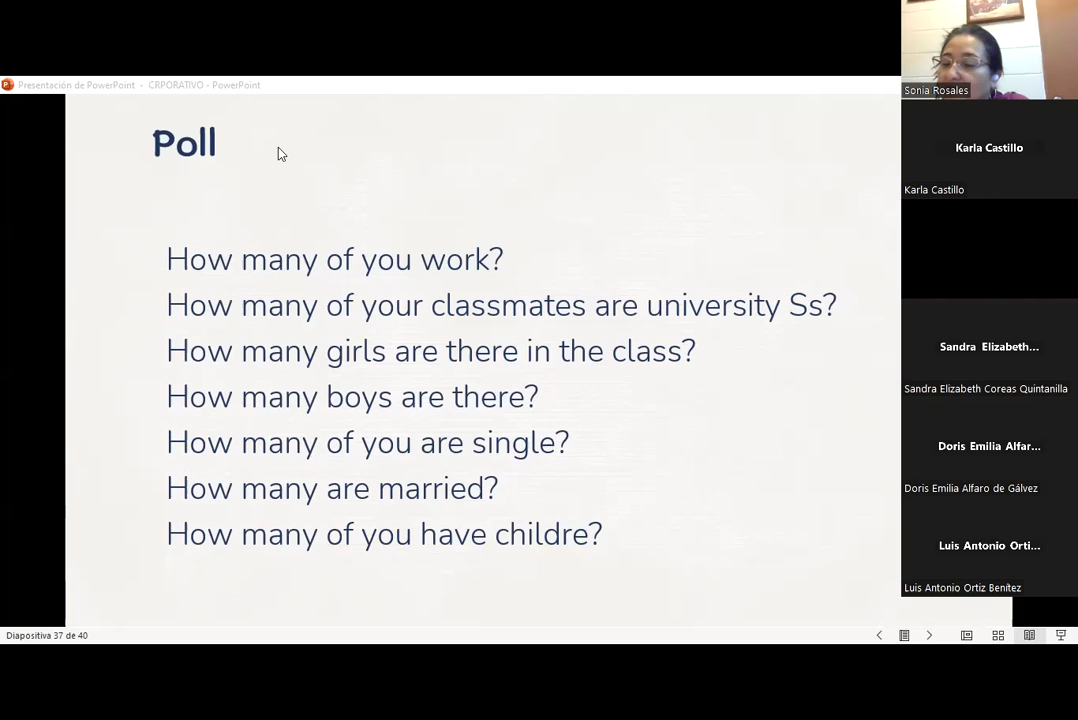 Presentación de PowerPoint - CRPORATIVO - PowerPoint
Poll
How many of you work?
How many of your classmates are university Ss?
How many girls are there in the class?
How many boys are there?
How many of you are single?
How many are married?
How many of you have childre?
Diapositiva 37 de 40
Sonia Rosales
Karla Castillo
Karla Castillo
Sandra Elizabeth...
Sandra Elizabeth Coreas Quintanilla
Doris Emilia Alfar...
Doris Emilia Alfaro de Gálvez
Luis Antonio Orti...
Luis Antonio Ortiz Benítez